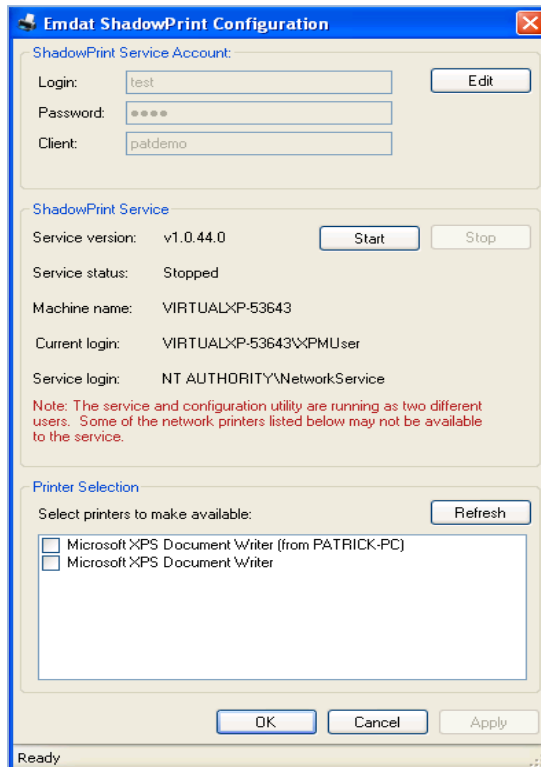 Emdat ShadowPrint Configuration
ShadowPrint Service Account:
Login: test Edit
Password: ●●●●
Client: patdemo
ShadowPrint Service
Service version: v1.0.44.0 Start Stop
Service status: Stopped
Machine name: VIRTUALXP-53643
Current login: VIRTUALXP-53643\XPMUser
Service login: NT AUTHORITY\NetworkService
Note: The service and configuration utility are running as two different
users. Some of the network printers listed below may not be available
to the service.
Printer Selection
Select printers to make available: Refresh
Microsoft XPS Document Writer (from PATRICK-PC)
Microsoft XPS Document Writer
OK Cancel Apply
Ready